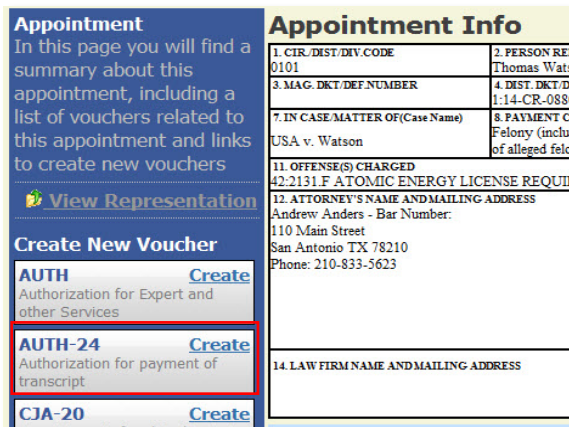 Appointment
In this page you will find a
summary about this
appointment, including a
list of vouchers related to
this appointment and links
to create new vouchers
View Representation
Create New Voucher
AUTH Create
Authorization for Expert and
other Services
AUTH-24 Create
Authorization for payment of
transcript
CJA-20 Create
Appointment Info
1. CIR./DIST/DIV.CODE
0101
2. PERSON RE
Thomas Wats
3. MAG. DKT/DEF.NUMBER
4. DIST. DKT/D
1:14-CR-088
7. IN CASE/MATTER OF(Case Name)
USA v. Watson
8. PAYMENT C
Felony (inclu
of alleged felo
11. OFFENSE(S) CHARGED
42:2131.F ATOMIC ENERGY LICENSE REQUI
12. ATTORNEY'S NAME AND MAILING ADDRESS
Andrew Anders - Bar Number:
110 Main Street
San Antonio TX 78210
Phone: 210-833-5623
14. LAW FIRM NAME AND MAILING ADDRESS